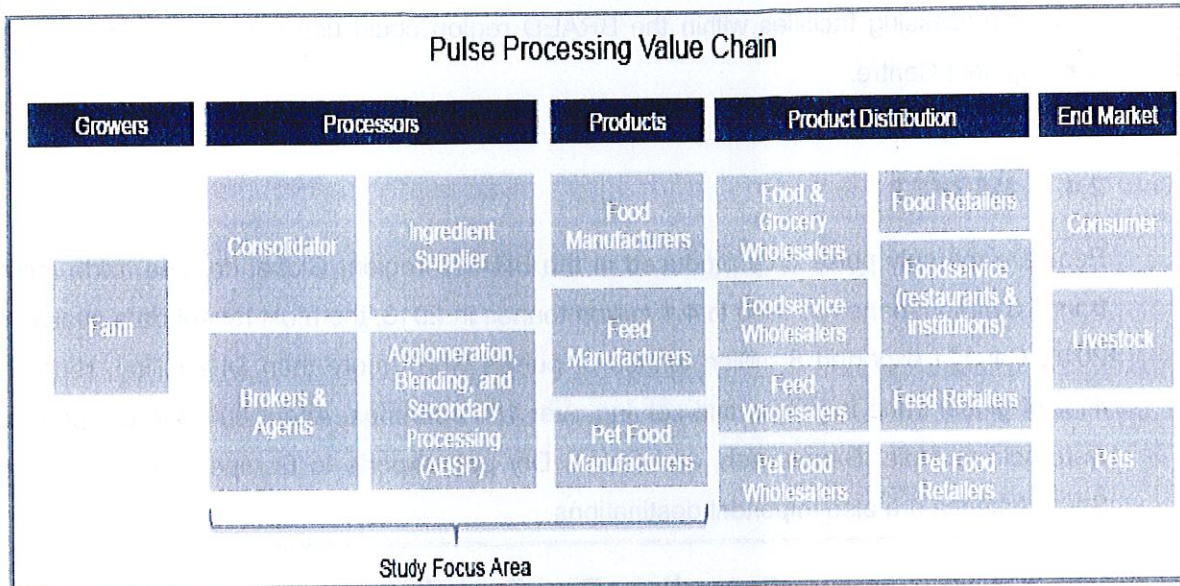 Pulse Processing Value Chain
Growers
Processors
Products
Product Distribution
End Market
Farm
Consolidator
Ingredient
Supplier
Brokers &
Agents
Agglomeration,
Blending, and
Secondary
Processing
(ABSP)
Food
Manufacturers
Feed
Manufacturers
Pet Food
Manufacturers
Food &
Grocery
Wholesalers
Foodservice
Wholesalers
Feed
Wholesalers
Pet Food
Wholesalers
Food Retailers
Foodservice
(restaurants &
institutions)
Feed Retailers
Pet Food
Retailers
Consumer
Livestock
Pets
Study Focus Area